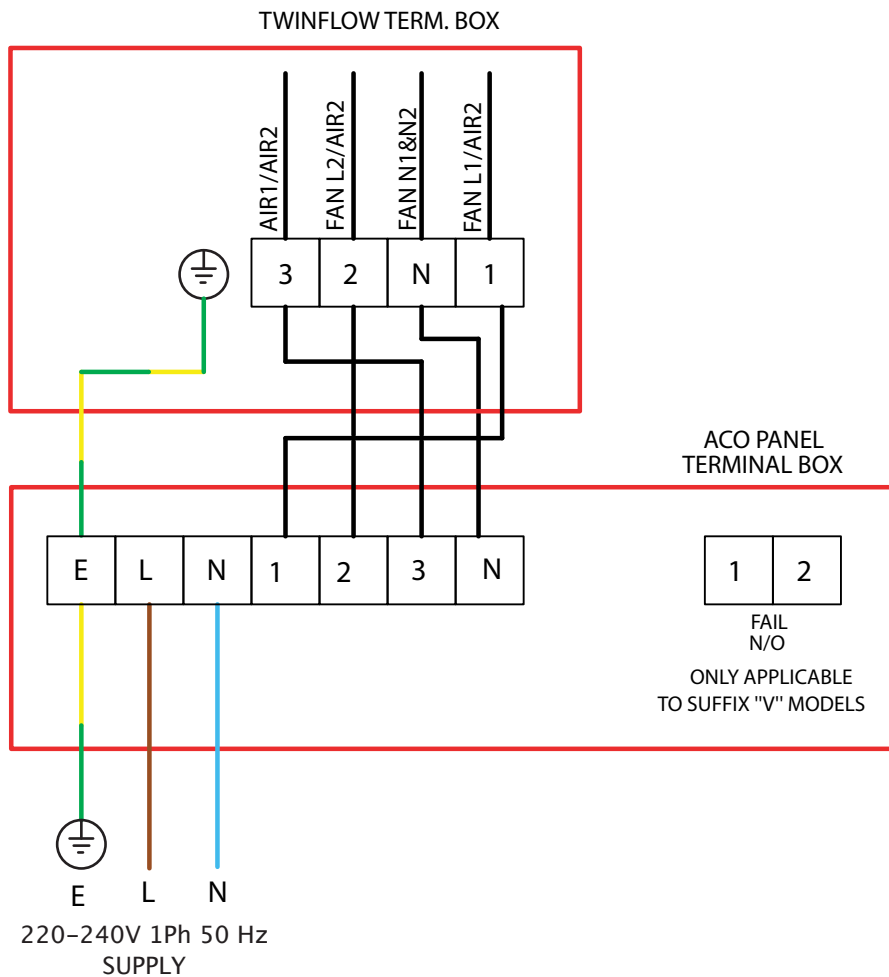 TWINFLOW TERM. BOX
AIR1/AIR2
FAN L2/AIR2
FAN N1&N2
FAN L1/AIR2
3 2 N 1
ACO PANEL
TERMINAL BOX
E L N 1 2 3 N
1 2
FAIL
N/O
ONLY APPLICABLE
TO SUFFIX "V" MODELS
E L N
220-240V 1Ph 50 Hz
SUPPLY